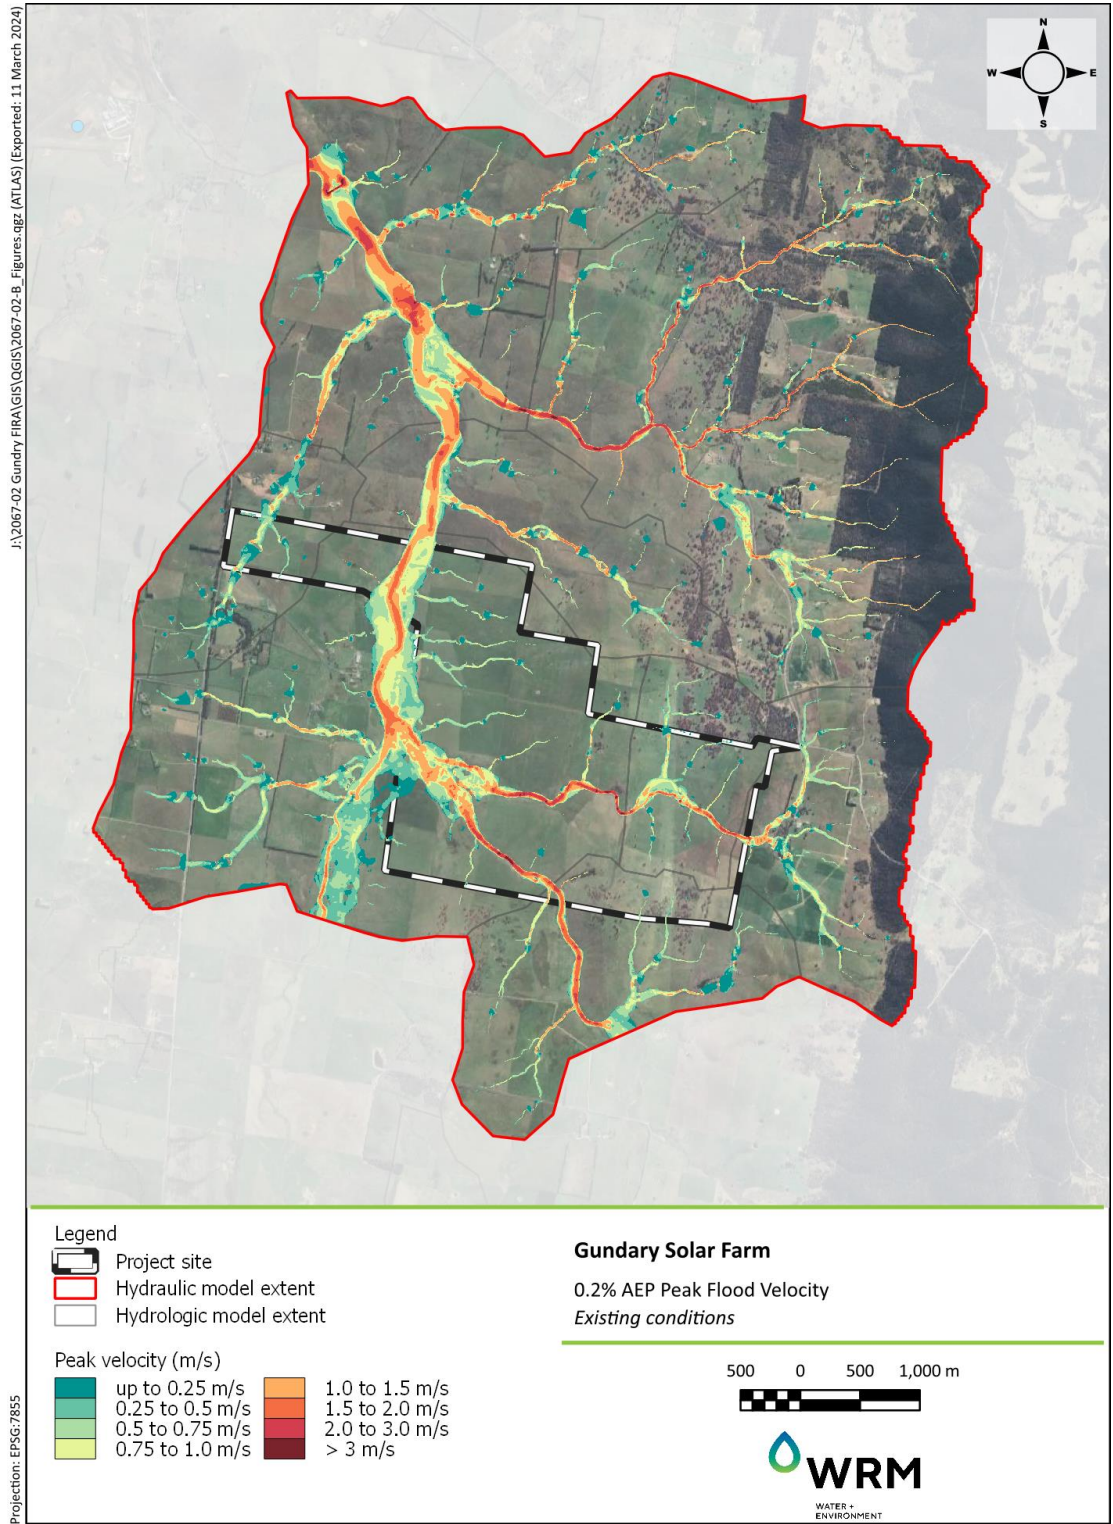 J:\2067-02 Gundry FIRA\GIS\QGIS\2067-02-B_Figures.qgz (ATLAS) (Exported: 11 March 2024)
N
W
E
S
Legend
Project site
Hydraulic model extent
Hydrologic model extent
Peak velocity (m/s)
up to 0.25 m/s
0.25 to 0.5 m/s
0.5 to 0.75 m/s
0.75 to 1.0 m/s
1.0 to 1.5 m/s
1.5 to 2.0 m/s
2.0 to 3.0 m/s
> 3 m/s
Gundary Solar Farm
0.2% AEP Peak Flood Velocity
Existing conditions
500 0 500 1,000 m
WRM
WATER +
ENVIRONMENT
Projection: EPSG:7855